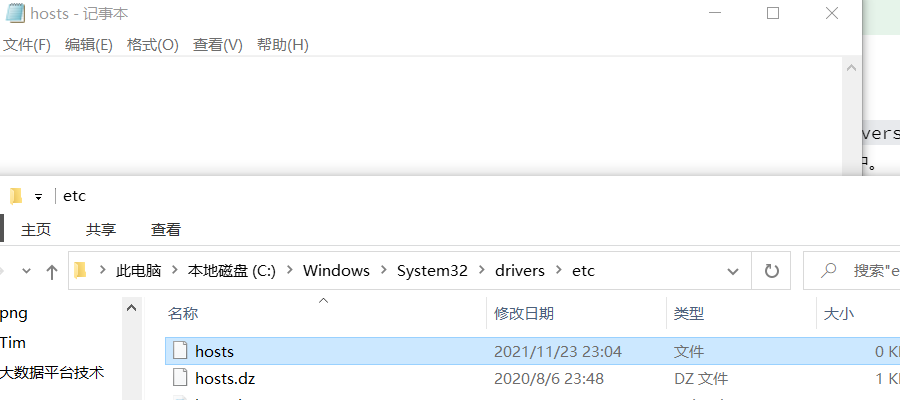 hosts - 记事本
文件(F) 编辑(E) 格式(O) 查看(V) 帮助(H)
vers
中。
etc
主页 共享 查看
此电脑 本地磁盘 (C:) Windows System32 drivers etc 搜索"e
png
Tim
大数据平台技术
名称 修改日期 类型 大小
hosts 2021/11/23 23:04 文件 0 K
hosts.dz 2020/8/6 23:48 DZ 文件 1 K